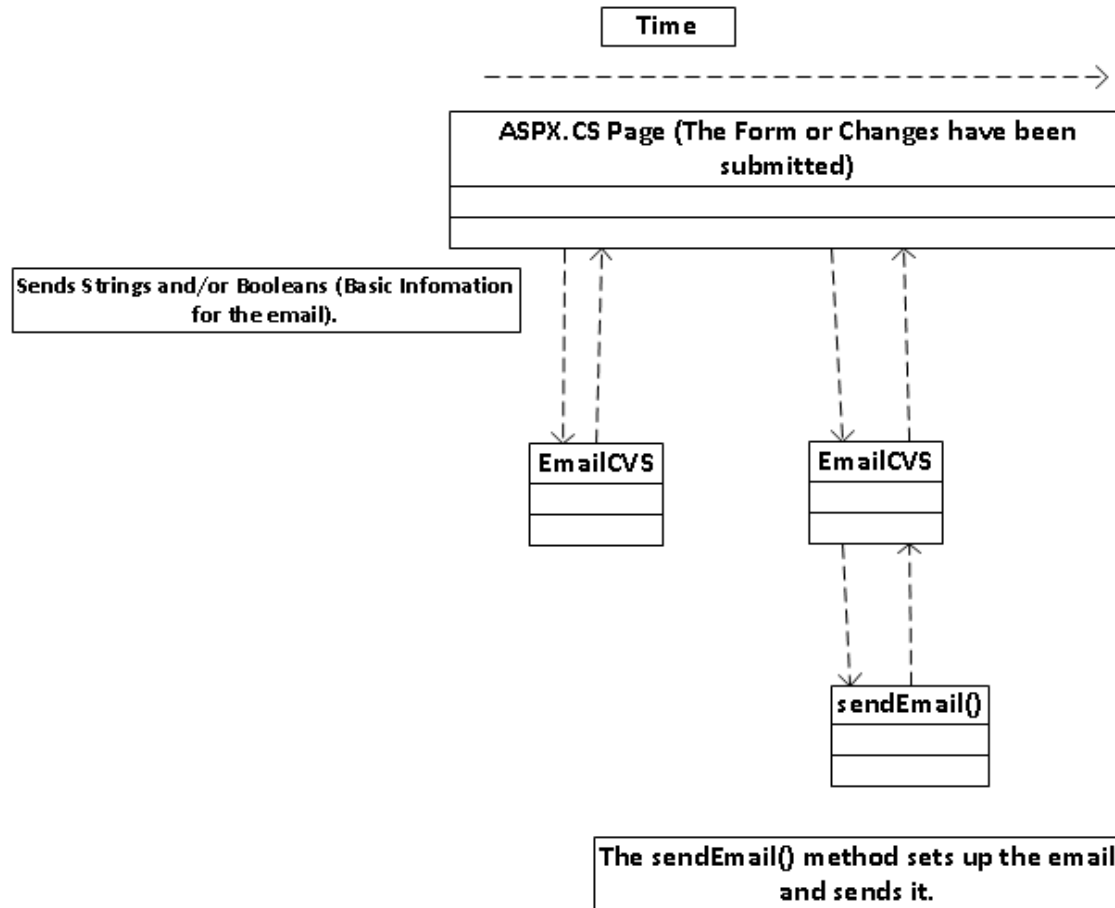 Time
ASPX.CS Page (The Form or Changes have been
submitted)
Sends Strings and/or Booleans (Basic Infomation
for the email).
EmailCVS
EmailCVS
sendEmail()
The sendEmail() method sets up the email
and sends it.